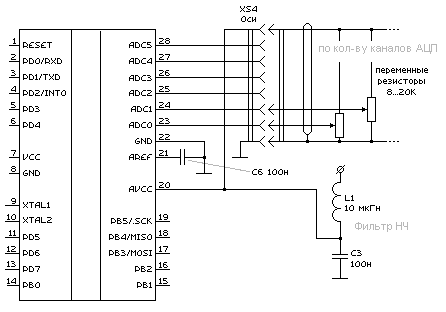 XS4
Оси
1 RESET ADC5 28
2 PD0/RXD ADC4 27
3 PD1/TXD ADC3 26
4 PD2/INTO ADC2 25
5 PD3 ADC1 24
6 PD4 ADC0 23
GND 22
7 VCC AREF 21
8 GND
AVCC 20
9 XTAL1
10 XTAL2 PB5/.SCK 19
11 PD5 PB4/MISO 18
12 PD6 PB3/MOSI 17
13 PD7 PB2 16
14 PB0 PB1 15
C6 100н
по кол-ву каналов АЦП
переменные
резисторы
8...20К
L1
10 мкГн
Фильтр НЧ
C3
100н